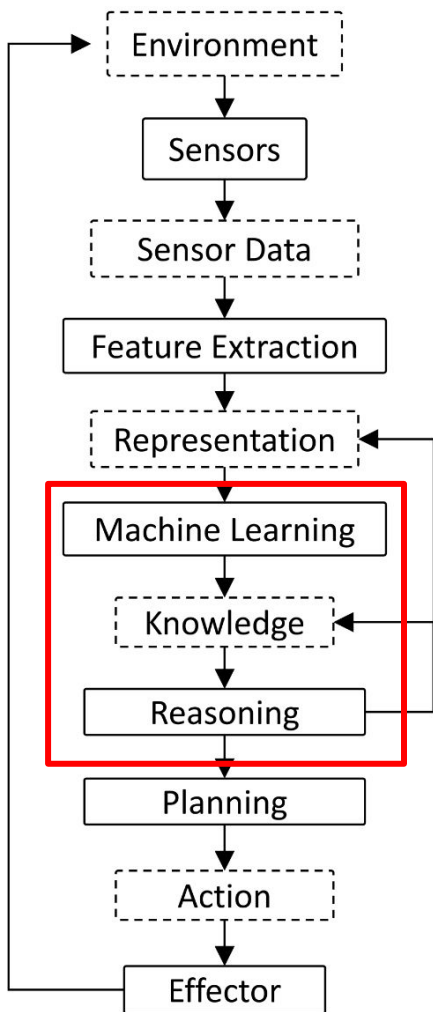 Environment
Sensors
Sensor Data
Feature Extraction
Representation
Machine Learning
Knowledge
Reasoning
Planning
Action
Effector